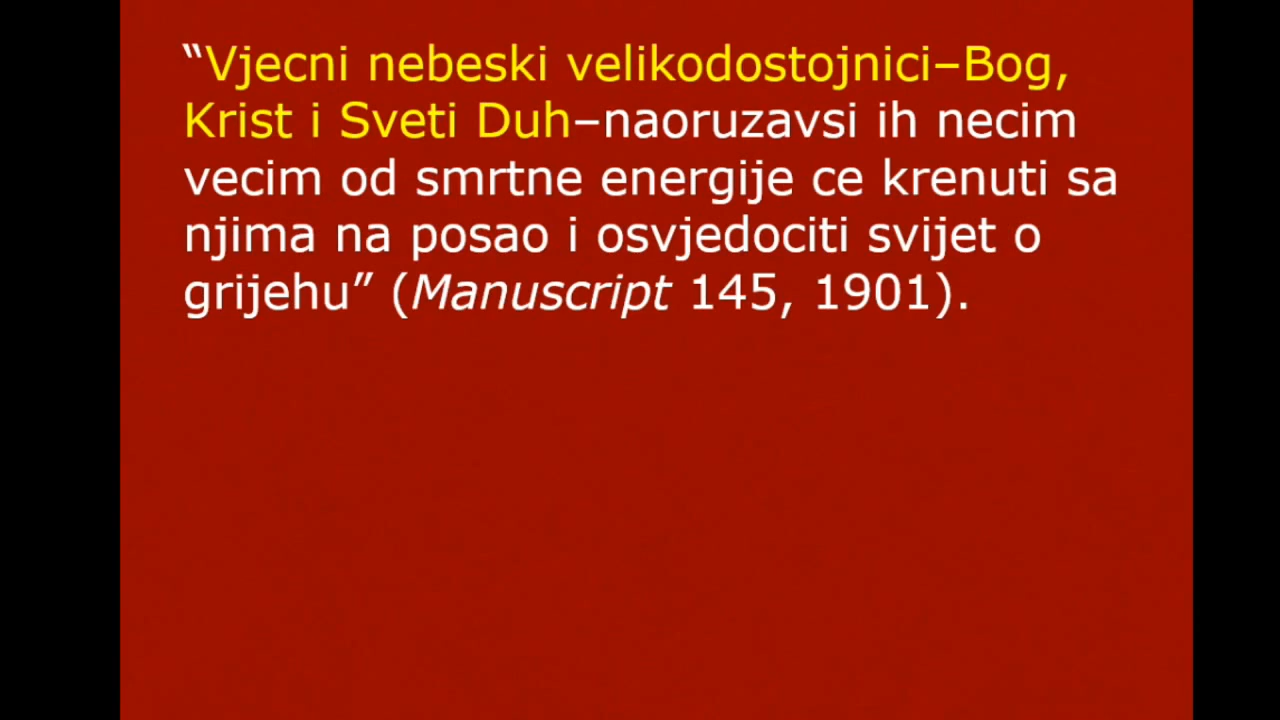 “Vjecni nebeski velikodostojnici–Bog,
Krist i Sveti Duh–naoruzavsi ih necim
vecim od smrtne energije ce krenuti sa
njima na posao i osvjedociti svijet o
grijehu” (Manuscript 145, 1901).